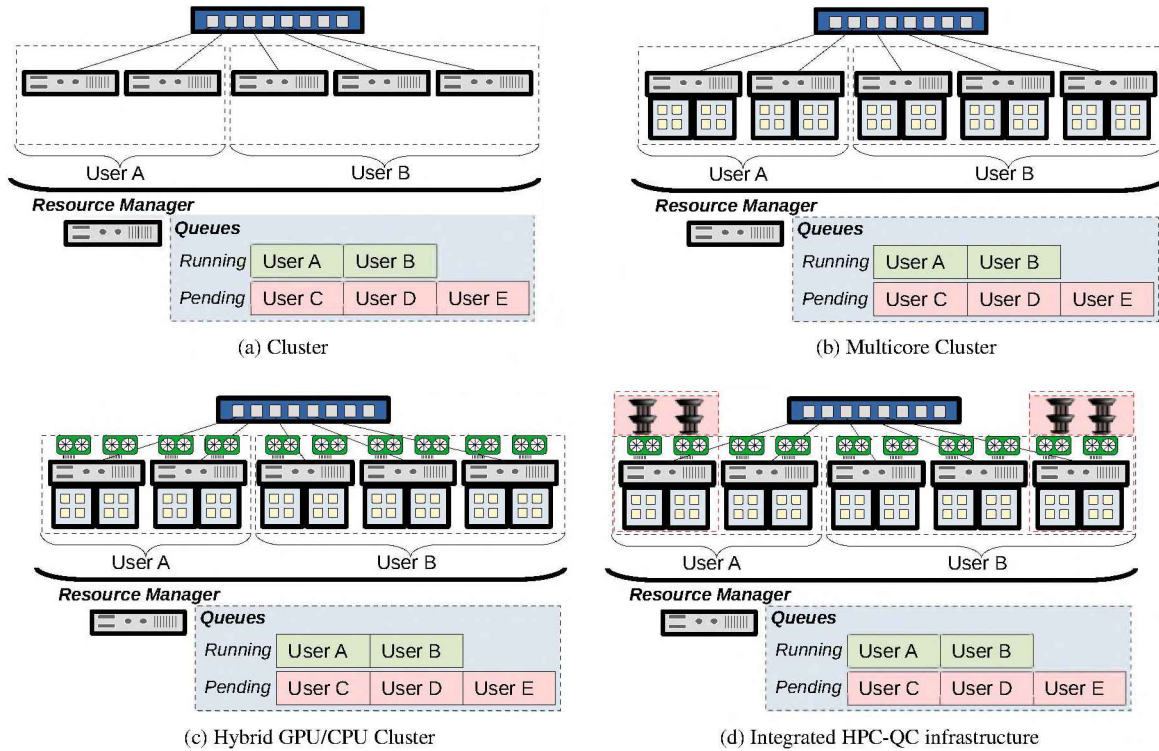 User A
User B
Resource Manager
Queues
Running User A User B
Pending User C User D User E
(a) Cluster
User A
User B
Resource Manager
Queues
Running User A User B
Pending User C User D User E
(b) Multicore Cluster
User A
User B
Resource Manager
Queues
Running User A User B
Pending User C User D User E
(c) Hybrid GPU/CPU Cluster
User A
User B
Resource Manager
Queues
Running User A User B
Pending User C User D User E
(d) Integrated HPC-QC infrastructure